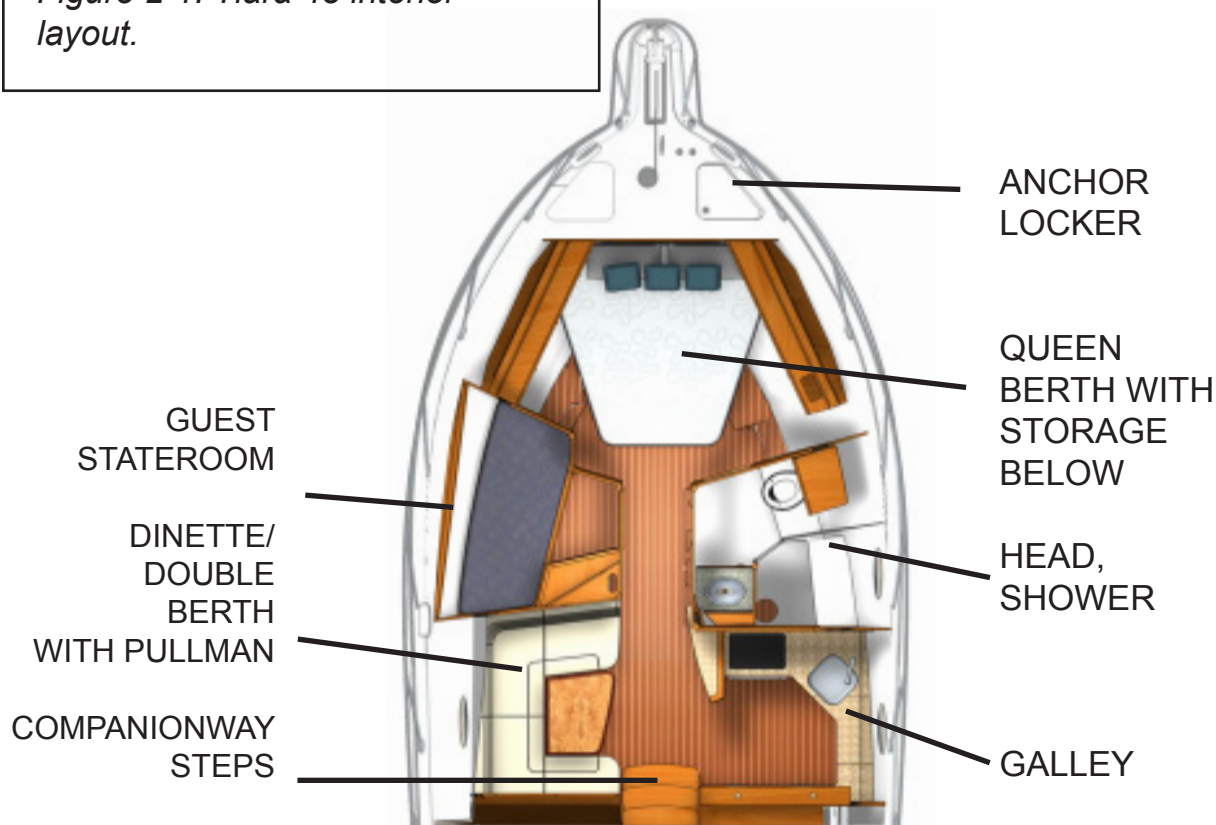 layout.
ANCHOR
LOCKER
QUEEN
BERTH WITH
STORAGE
BELOW
GUEST
STATEROOM
DINETTE/
DOUBLE
BERTH
WITH PULLMAN
HEAD,
SHOWER
COMPANIONWAY
STEPS
GALLEY